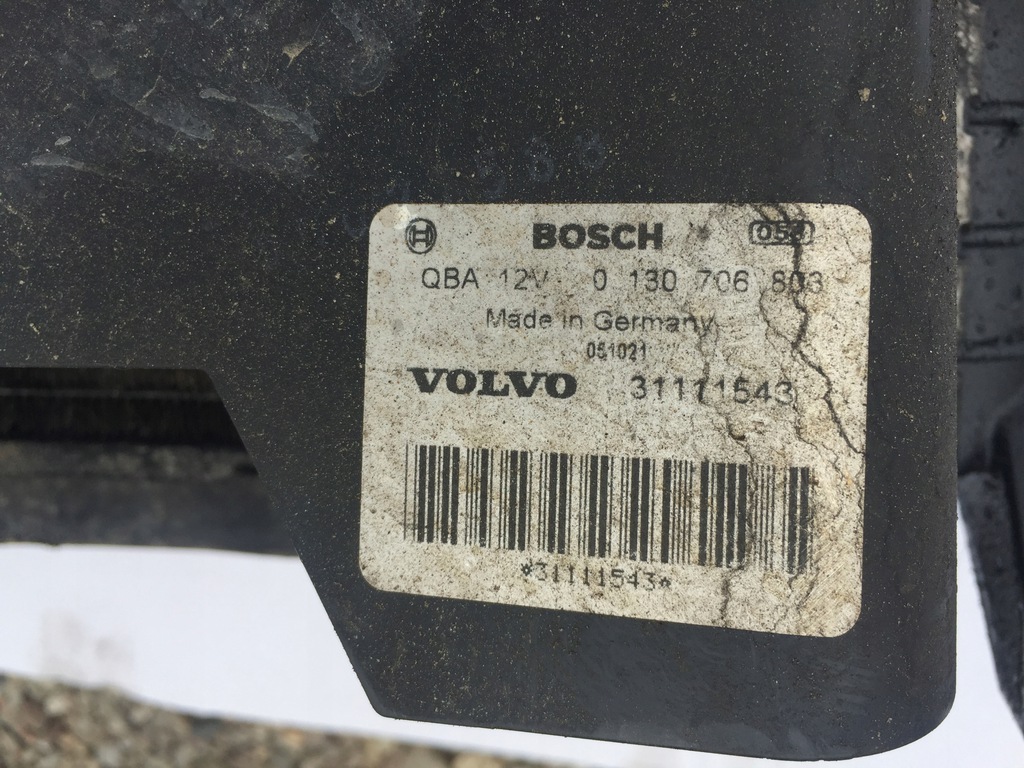 BOSCH
QBA 12V 0 130 706 803
Made in Germany
051021
VOLVO 31111543
*31111543*